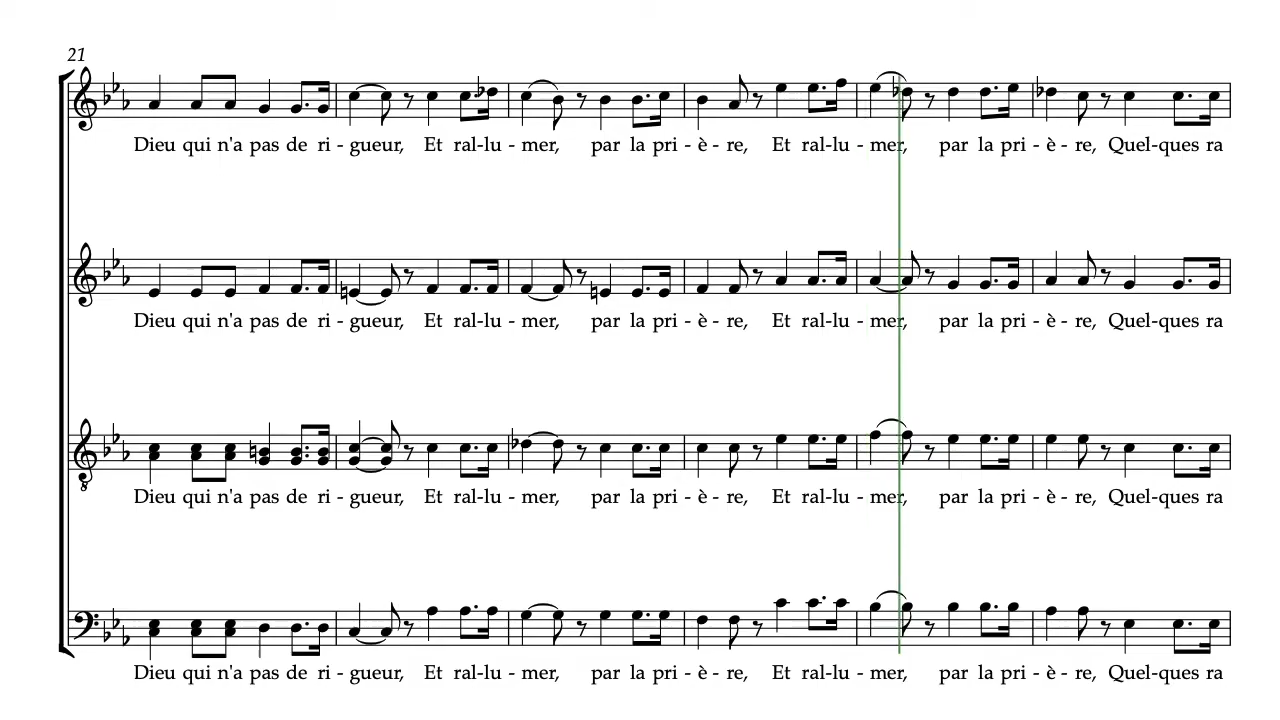 21
Dieu qui n'a pas de ri - gueur, Et ral-lu - mer, par la pri - è - re, Et ral-lu - mer, par la pri - è - re, Quel-ques ra
Dieu qui n'a pas de ri - gueur, Et ral-lu - mer, par la pri - è - re, Et ral-lu - mer, par la pri - è - re, Quel-ques ra
Dieu qui n'a pas de ri - gueur, Et ral-lu - mer, par la pri - è - re, Et ral-lu - mer, par la pri - è - re, Quel-ques ra
8
Dieu qui n'a pas de ri - gueur, Et ral-lu - mer, par la pri - è - re, Et ral-lu - mer, par la pri - è - re, Quel-ques ra